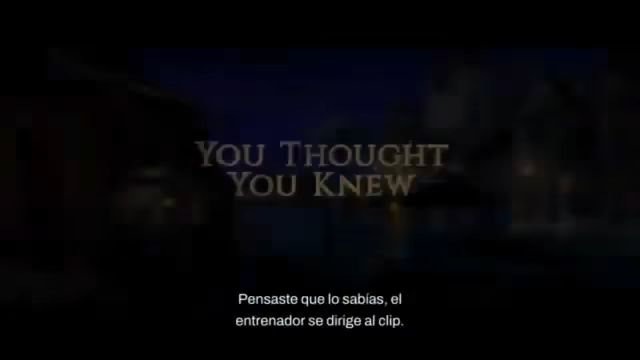 You Thought
You Knew
Pensaste que lo sabías, el
entrenador se dirige al clip.